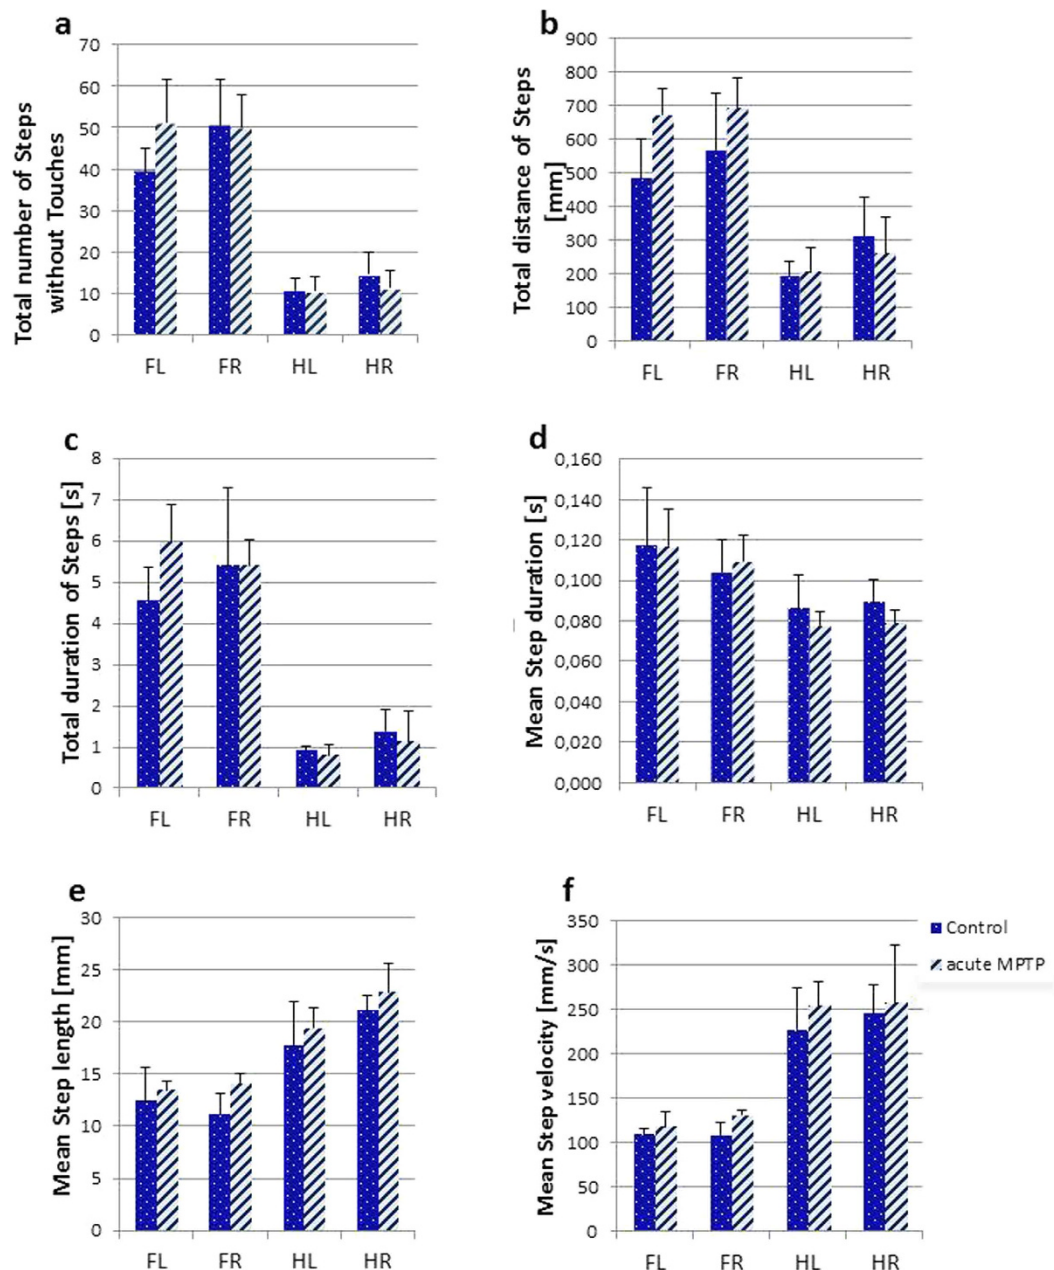 a
Total number of Steps
without Touches
70
60
50
40
30
20
10
0
FL FR HL HR
b
Total distance of Steps
[mm]
900
800
700
600
500
400
300
200
100
0
FL FR HL HR
c
Total duration of Steps [s]
8
7
6
5
4
3
2
1
0
FL FR HL HR
d
Mean Step duration [s]
0,160
0,140
0,120
0,100
0,080
0,060
0,040
0,020
0,000
FL FR HL HR
e
Mean Step length [mm]
30
25
20
15
10
5
0
FL FR HL HR
f
Mean Step velocity [mm/s]
350
300
250
200
150
100
50
0
FL FR HL HR
Control
acute MPTP